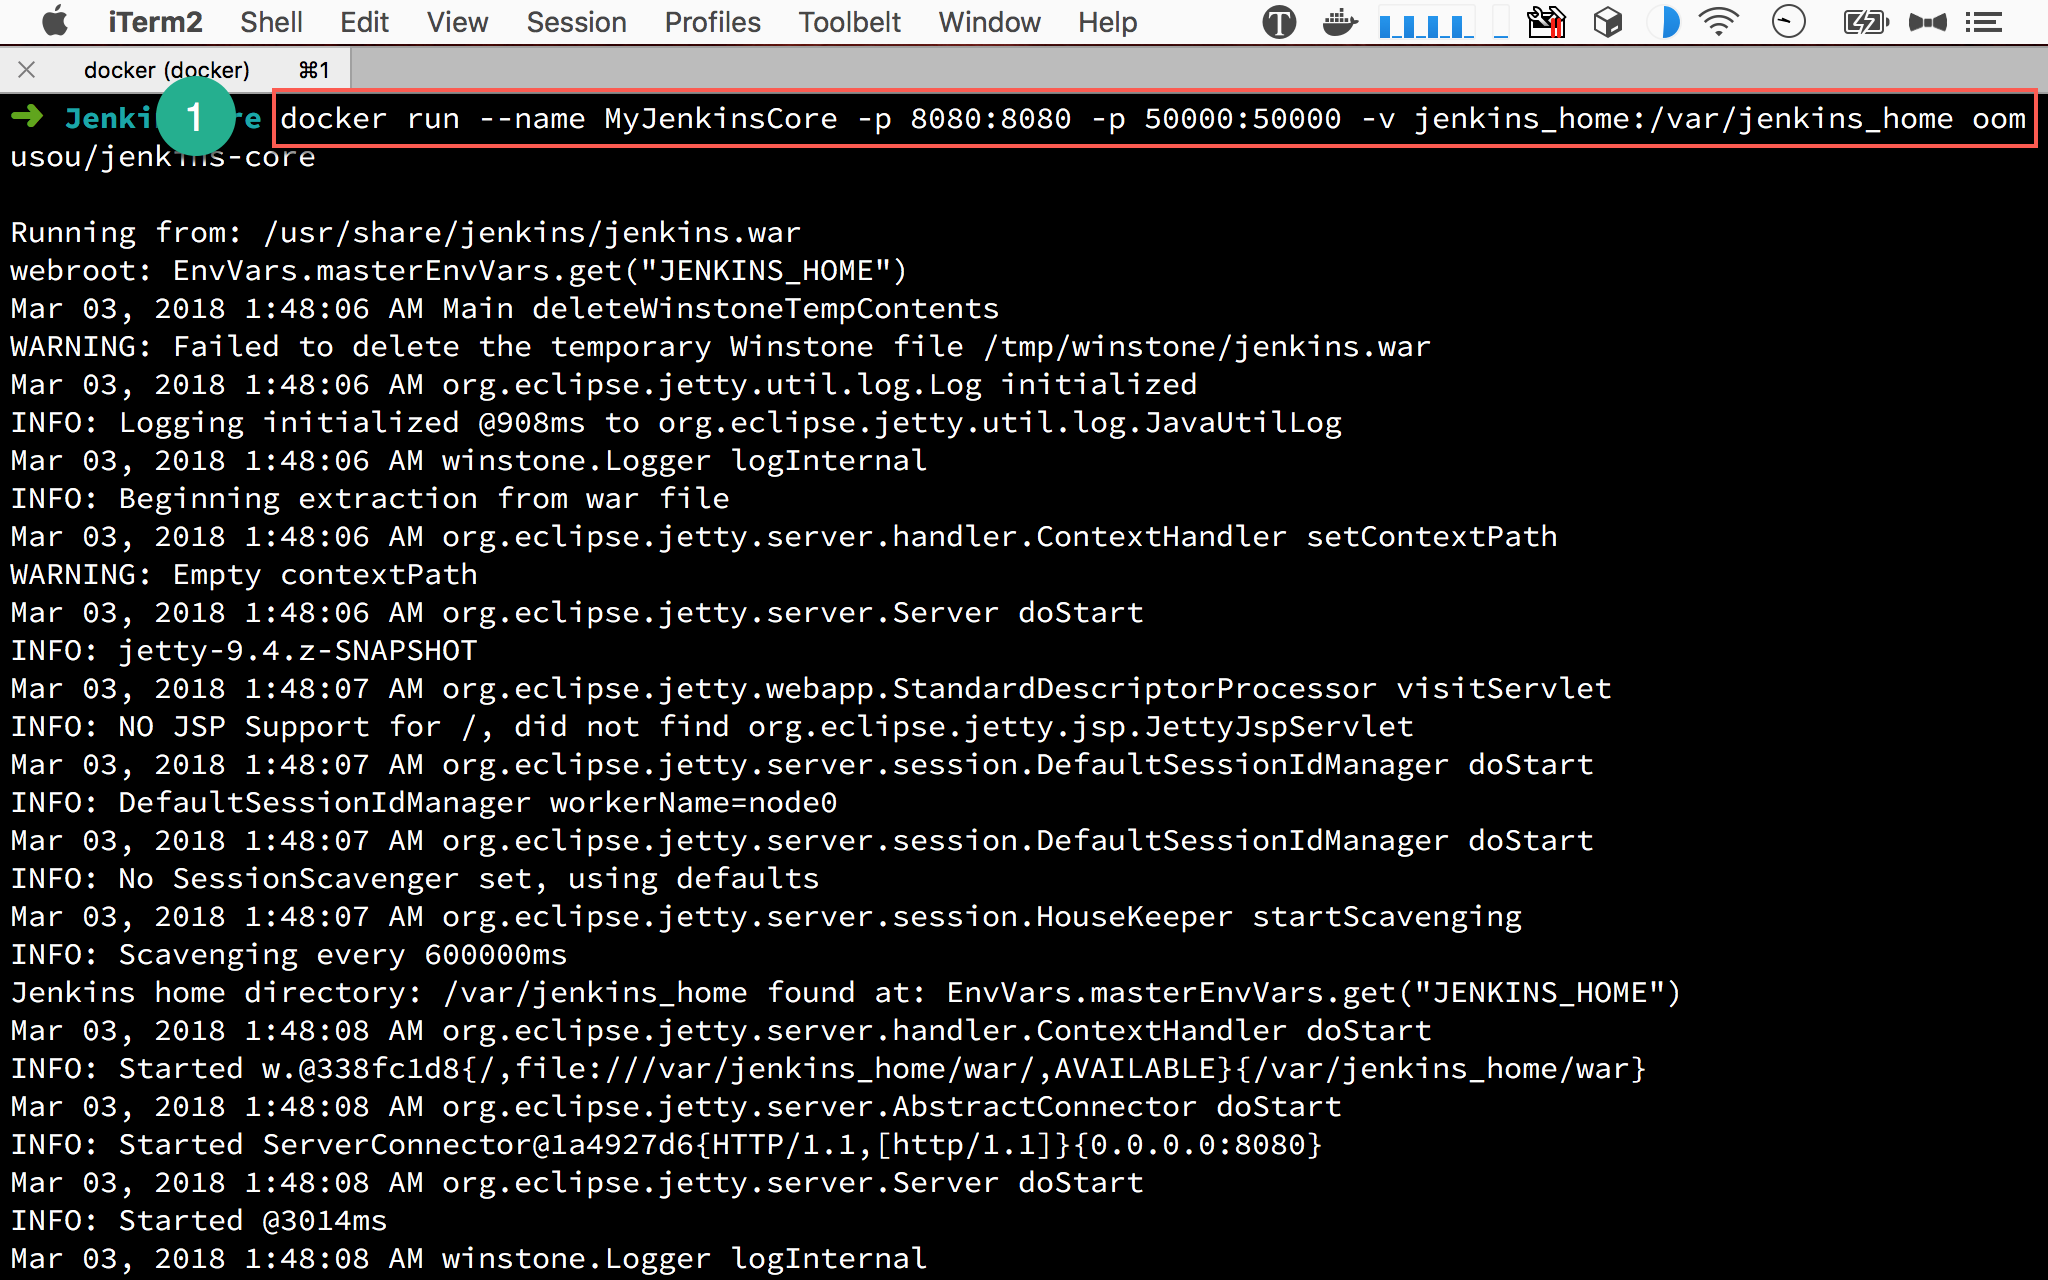 iTerm2 Shell Edit View Session Profiles Toolbelt Window Help
docker (docker) ⌘1
1
docker run --name MyJenkinsCore -p 8080:8080 -p 50000:50000 -v jenkins_home:/var/jenkins_home oom
usou/jenkins-core
Running from: /usr/share/jenkins/jenkins.war
webroot: EnvVars.masterEnvVars.get("JENKINS_HOME")
Mar 03, 2018 1:48:06 AM Main deleteWinstoneTempContents
WARNING: Failed to delete the temporary Winstone file /tmp/winstone/jenkins.war
Mar 03, 2018 1:48:06 AM org.eclipse.jetty.util.log.Log initialized
INFO: Logging initialized @908ms to org.eclipse.jetty.util.log.JavaUtilLog
Mar 03, 2018 1:48:06 AM winstone.Logger logInternal
INFO: Beginning extraction from war file
Mar 03, 2018 1:48:06 AM org.eclipse.jetty.server.handler.ContextHandler setContextPath
WARNING: Empty contextPath
Mar 03, 2018 1:48:06 AM org.eclipse.jetty.server.Server doStart
INFO: jetty-9.4.z-SNAPSHOT
Mar 03, 2018 1:48:07 AM org.eclipse.jetty.webapp.StandardDescriptorProcessor visitServlet
INFO: NO JSP Support for /, did not find org.eclipse.jetty.jsp.JettyJspServlet
Mar 03, 2018 1:48:07 AM org.eclipse.jetty.server.session.DefaultSessionIdManager doStart
INFO: DefaultSessionIdManager workerName=node0
Mar 03, 2018 1:48:07 AM org.eclipse.jetty.server.session.DefaultSessionIdManager doStart
INFO: No SessionScavenger set, using defaults
Mar 03, 2018 1:48:07 AM org.eclipse.jetty.server.session.HouseKeeper startScavenging
INFO: Scavenging every 600000ms
Jenkins home directory: /var/jenkins_home found at: EnvVars.masterEnvVars.get("JENKINS_HOME")
Mar 03, 2018 1:48:08 AM org.eclipse.jetty.server.handler.ContextHandler doStart
INFO: Started w.@338fc1d8{/,file:///var/jenkins_home/war/,AVAILABLE}{/var/jenkins_home/war}
Mar 03, 2018 1:48:08 AM org.eclipse.jetty.server.AbstractConnector doStart
INFO: Started ServerConnector@1a4927d6{HTTP/1.1,[http/1.1]}{0.0.0.0:8080}
Mar 03, 2018 1:48:08 AM org.eclipse.jetty.server.Server doStart
INFO: Started @3014ms
Mar 03, 2018 1:48:08 AM winstone.Logger logInternal